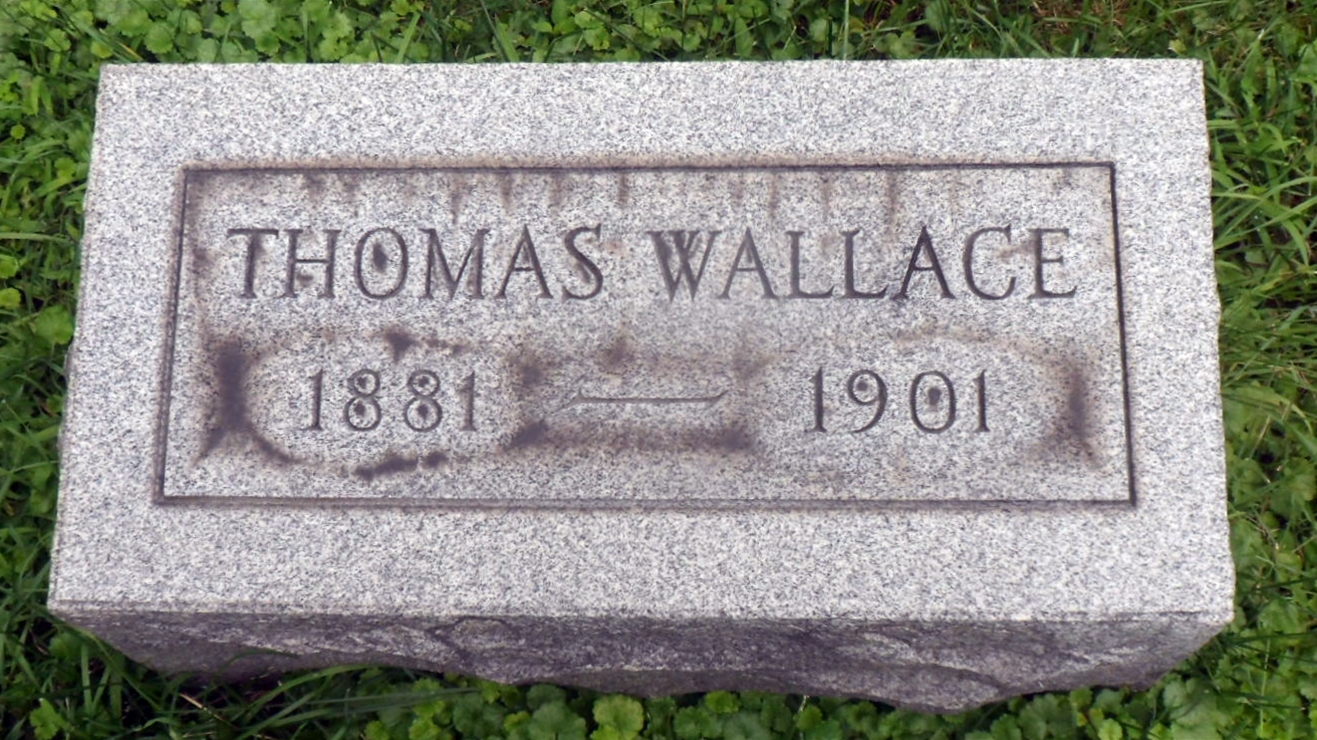 THOMAS WALLACE
1881 — 1901